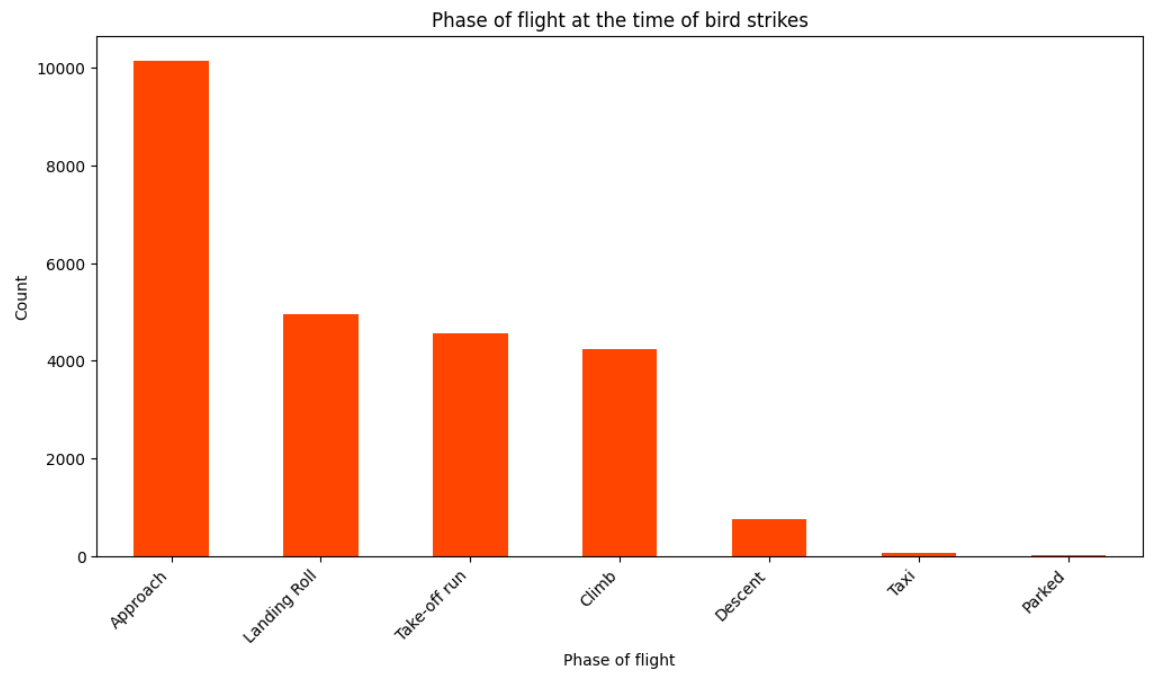 Phase of flight at the time of bird strikes
10000
8000
6000
4000
2000
0
Count
Approach
Landing Roll
Take-off run
Climb
Descent
Taxi
Parked
Phase of flight